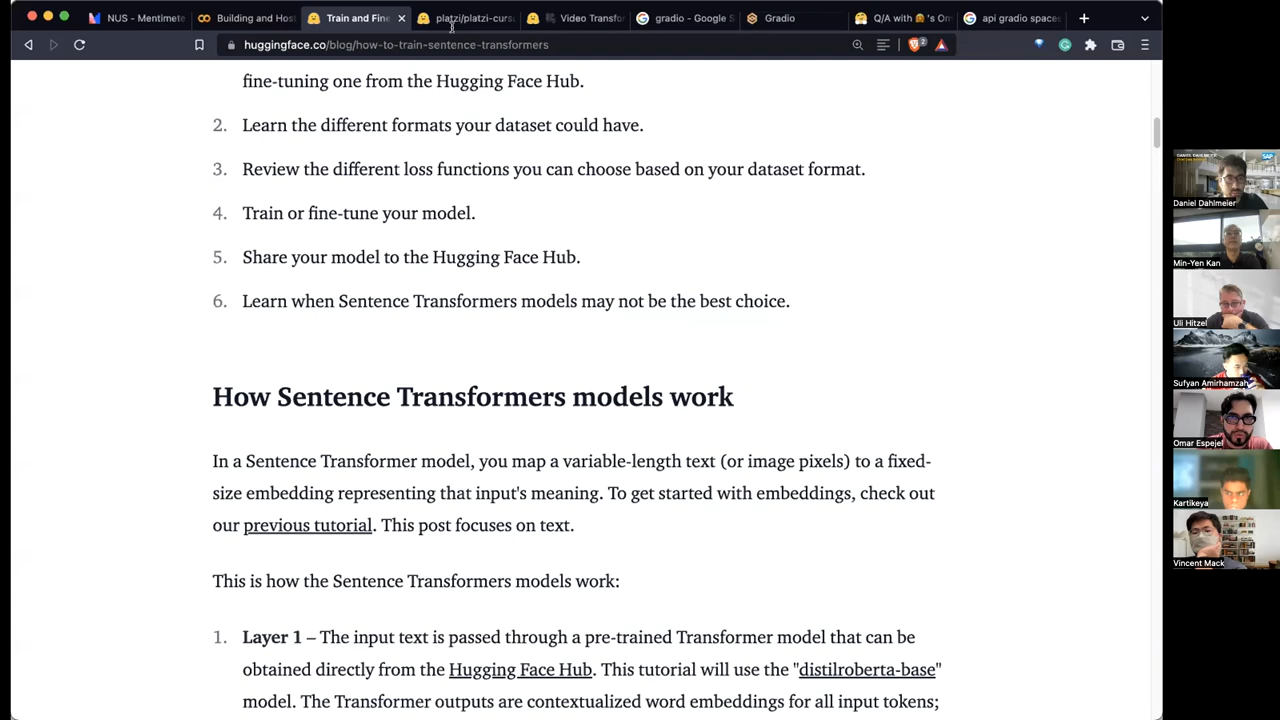 NUS - Mentimete
Building and Host
Train and Fine
platzi/platzi-curs
Video Transfor
gradio - Google S
Gradio
Q/A with 's Om
api gradio spaces
huggingface.co/blog/how-to-train-sentence-transformers
2
fine-tuning one from the Hugging Face Hub.
2. Learn the different formats your dataset could have.
3. Review the different loss functions you can choose based on your dataset format.
4. Train or fine-tune your model.
5. Share your model to the Hugging Face Hub.
6. Learn when Sentence Transformers models may not be the best choice.
How Sentence Transformers models work
In a Sentence Transformer model, you map a variable-length text (or image pixels) to a fixed-
size embedding representing that input's meaning. To get started with embeddings, check out
our previous tutorial. This post focuses on text.
This is how the Sentence Transformers models work:
1. Layer 1 – The input text is passed through a pre-trained Transformer model that can be
obtained directly from the Hugging Face Hub. This tutorial will use the "distilroberta-base"
model. The Transformer outputs are contextualized word embeddings for all input tokens;
SAP
Daniel Dahlmeier
Min-Yen Kan
Uli Hitzel
Sufyan Amirhamzah
Omar Espejel
Kartikeya
Vincent Mack